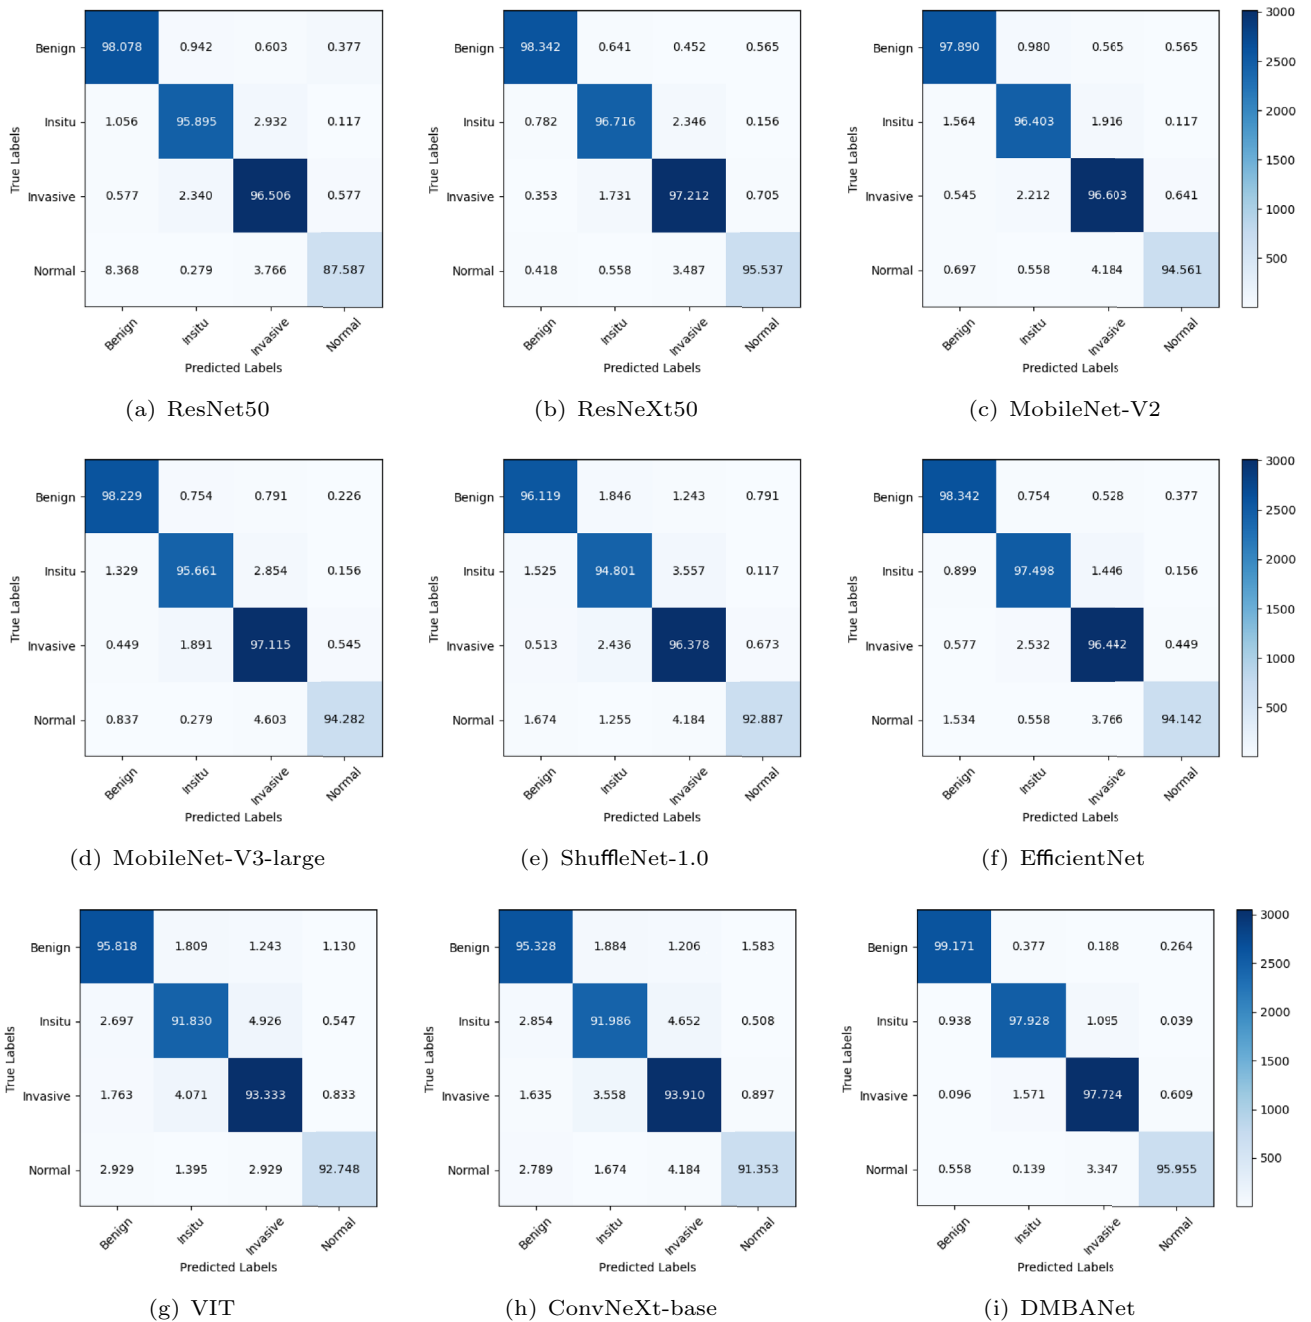 Benign 98.078 0.942 0.603 0.377
Insitu 1.056 95.895 2.932 0.117
Invasive 0.577 2.340 96.506 0.577
Normal 8.368 0.279 3.766 87.587
True Labels
Benign Insitu Invasive Normal
Predicted Labels
(a) ResNet50
Benign 98.342 0.641 0.452 0.565
Insitu 0.782 96.716 2.346 0.156
Invasive 0.353 1.731 97.212 0.705
Normal 0.418 0.558 3.487 95.537
True Labels
Benign Insitu Invasive Normal
Predicted Labels
(b) ResNeXt50
Benign 97.890 0.980 0.565 0.565
Insitu 1.564 96.403 1.916 0.117
Invasive 0.545 2.212 96.603 0.641
Normal 0.697 0.558 4.184 94.561
True Labels
Benign Insitu Invasive Normal
Predicted Labels
3000
2500
2000
1500
1000
500
(c) MobileNet-V2
Benign 98.229 0.754 0.791 0.226
Insitu 1.329 95.661 2.854 0.156
Invasive 0.449 1.891 97.115 0.545
Normal 0.837 0.279 4.603 94.282
True Labels
Benign Insitu Invasive Normal
Predicted Labels
(d) MobileNet-V3-large
Benign 96.119 1.846 1.243 0.791
Insitu 1.525 94.801 3.557 0.117
Invasive 0.513 2.436 96.378 0.673
Normal 1.674 1.255 4.184 92.887
True Labels
Benign Insitu Invasive Normal
Predicted Labels
(e) ShuffleNet-1.0
Benign 98.342 0.754 0.528 0.377
Insitu 0.899 97.498 1.446 0.156
Invasive 0.577 2.532 96.442 0.449
Normal 1.534 0.558 3.766 94.142
True Labels
Benign Insitu Invasive Normal
Predicted Labels
3000
2500
2000
1500
1000
500
(f) EfficientNet
Benign 95.818 1.809 1.243 1.130
Insitu 2.697 91.830 4.926 0.547
Invasive 1.763 4.071 93.333 0.833
Normal 2.929 1.395 2.929 92.748
True Labels
Benign Insitu Invasive Normal
Predicted Labels
(g) VIT
Benign 95.328 1.884 1.206 1.583
Insitu 2.854 91.986 4.652 0.508
Invasive 1.635 3.558 93.910 0.897
Normal 2.789 1.674 4.184 91.353
True Labels
Benign Insitu Invasive Normal
Predicted Labels
(h) ConvNeXt-base
Benign 99.171 0.377 0.188 0.264
Insitu 0.938 97.928 1.095 0.039
Invasive 0.096 1.571 97.724 0.609
Normal 0.558 0.139 3.347 95.955
True Labels
Benign Insitu Invasive Normal
Predicted Labels
3000
2500
2000
1500
1000
500
(i) DMBANet